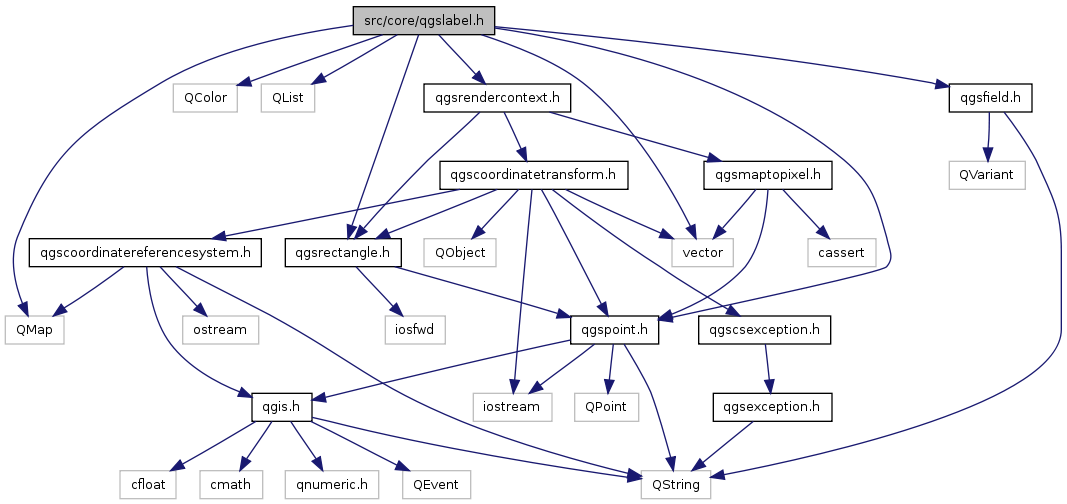 src/core/qgslabel.h
QColor
QList
qgsrendercontext.h
qgsfield.h
qgscoordinatetransform.h
qgsmaptopixel.h
QVariant
qgscoordinatereferencesystem.h
qgsrectangle.h
QObject
vector
cassert
QMap
ostream
iosfwd
qgspoint.h
qgscsexception.h
qgis.h
iostream
QPoint
qgsexception.h
cfloat
cmath
qnumeric.h
QEvent
QString